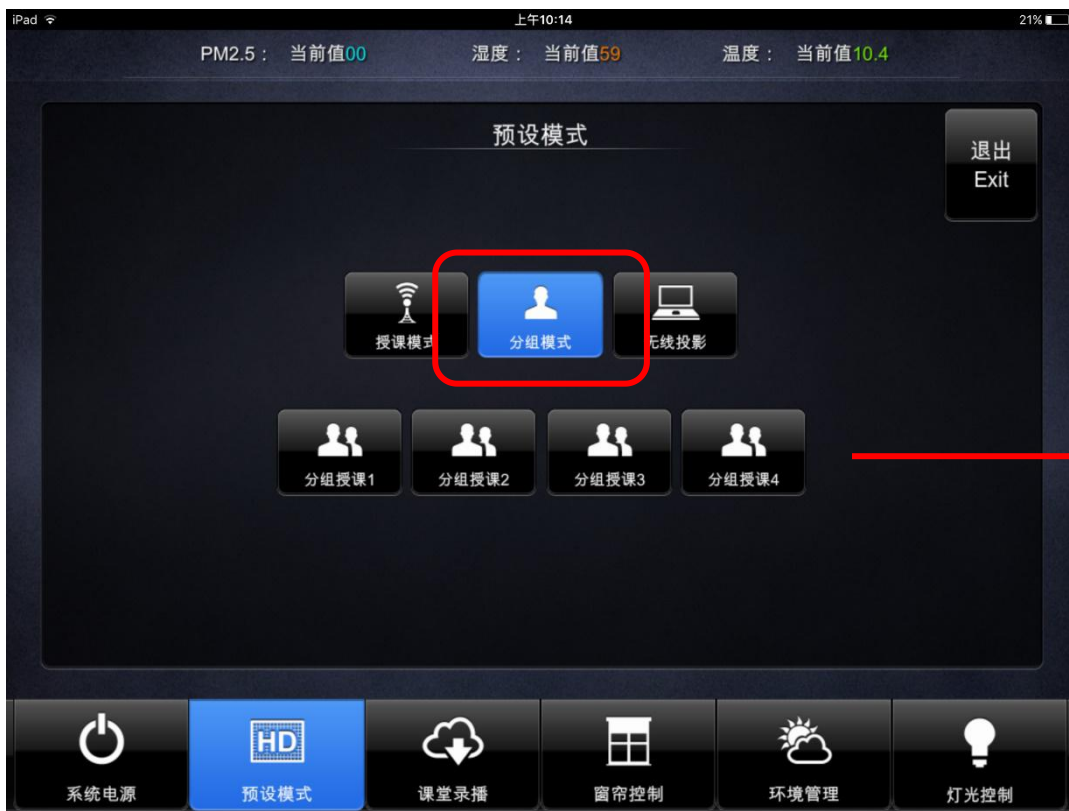 iPad 上午10:14 21%
PM2.5： 当前值00 湿度： 当前值59 温度： 当前值10.4
预设模式
退出
Exit
授课模式 分组模式 无线投影
分组授课1 分组授课2 分组授课3 分组授课4
HD
系统电源 预设模式 课堂录播 窗帘控制 环境管理 灯光控制